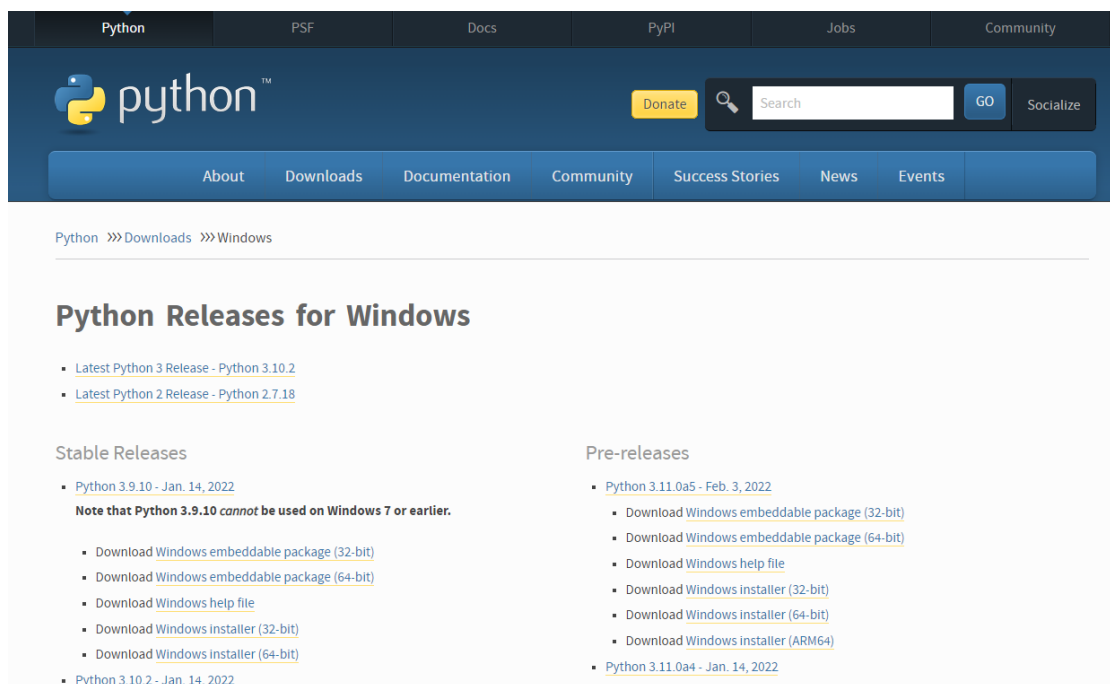 Python PSF Docs PyPI Jobs Community
python™ Donate Search GO Socialize
About Downloads Documentation Community Success Stories News Events
Python >>> Downloads >>> Windows
Python Releases for Windows
Latest Python 3 Release - Python 3.10.2
Latest Python 2 Release - Python 2.7.18
Stable Releases
Python 3.9.10 - Jan. 14, 2022
Note that Python 3.9.10 cannot be used on Windows 7 or earlier.
Download Windows embeddable package (32-bit)
Download Windows embeddable package (64-bit)
Download Windows help file
Download Windows installer (32-bit)
Download Windows installer (64-bit)
Python 3.10.2 - Jan. 14, 2022
Pre-releases
Python 3.11.0a5 - Feb. 3, 2022
Download Windows embeddable package (32-bit)
Download Windows embeddable package (64-bit)
Download Windows help file
Download Windows installer (32-bit)
Download Windows installer (64-bit)
Download Windows installer (ARM64)
Python 3.11.0a4 - Jan. 14, 2022